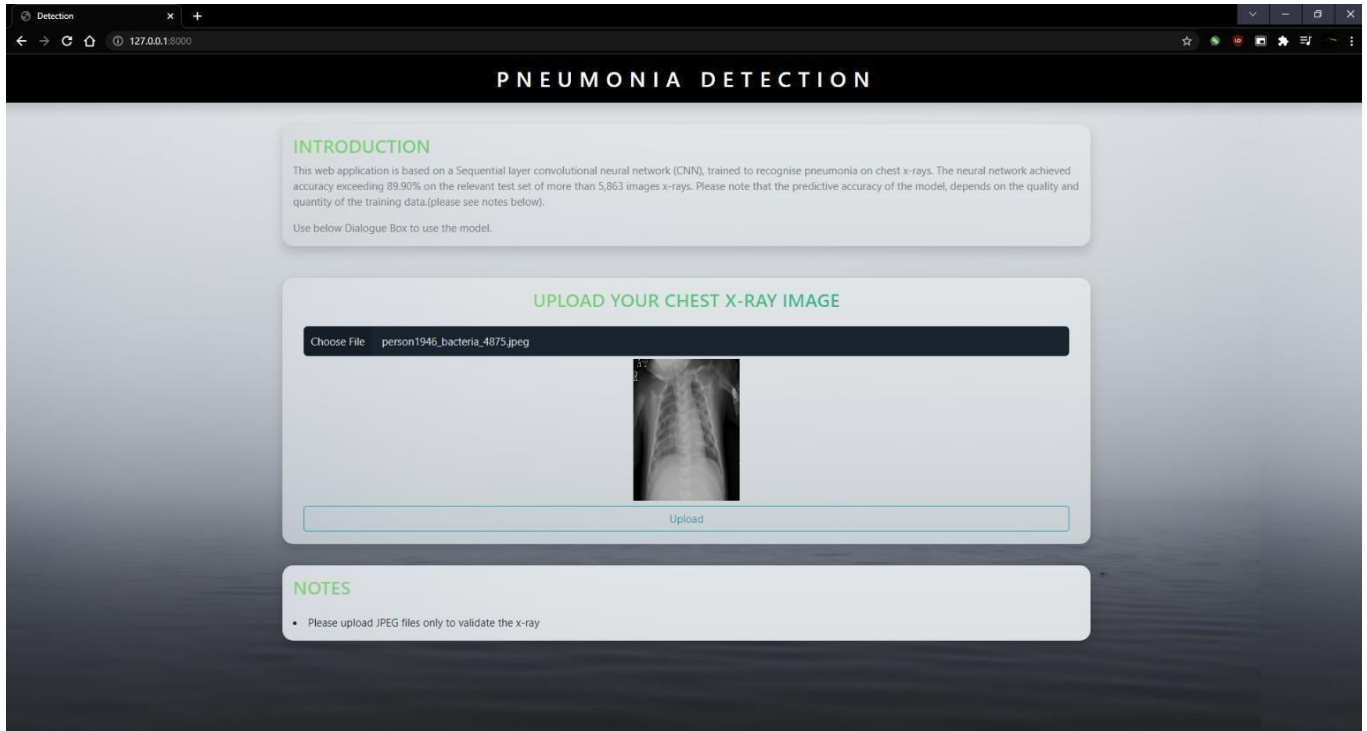 Detection
127.0.0.1:8000
PNEUMONIA DETECTION
INTRODUCTION
This web application is based on a Sequential layer convolutional neural network (CNN), trained to recognise pneumonia on chest x-rays. The neural network achieved
accuracy exceeding 89.90% on the relevant test set of more than 5,863 images x-rays. Please note that the predictive accuracy of the model, depends on the quality and
quantity of the training data.(please see notes below).
Use below Dialogue Box to use the model.
UPLOAD YOUR CHEST X-RAY IMAGE
Choose File person1946_bacteria_4875.jpeg
Upload
NOTES
• Please upload JPEG files only to validate the x-ray